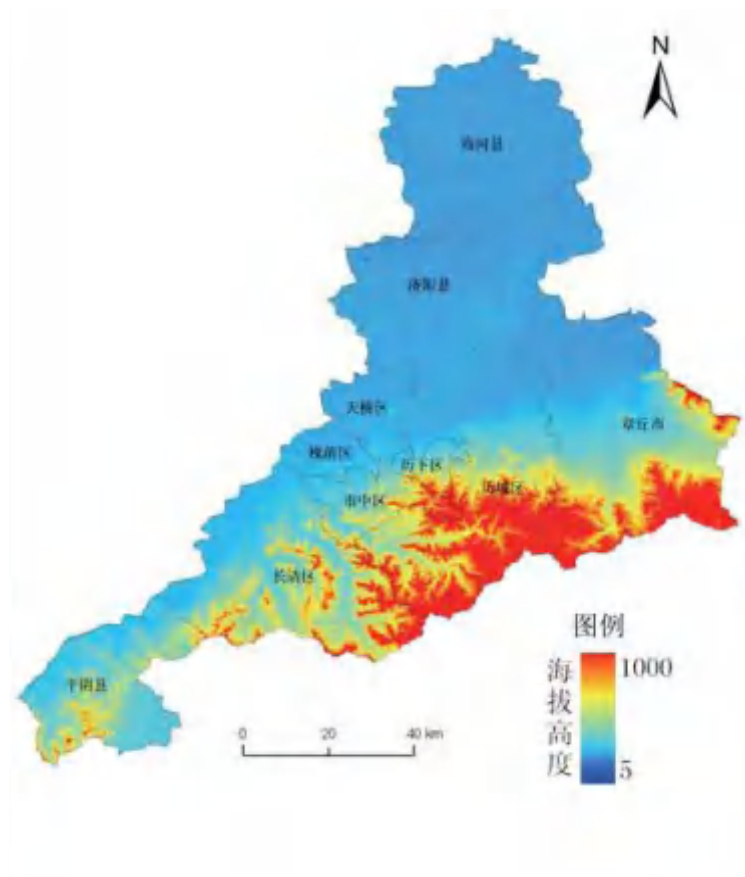 N
商河县
济阳县
天桥区
章丘市
槐荫区
历下区
历城区
市中区
长清区
平阴县
图例
海拔高度
1000
5
0
20
40 km